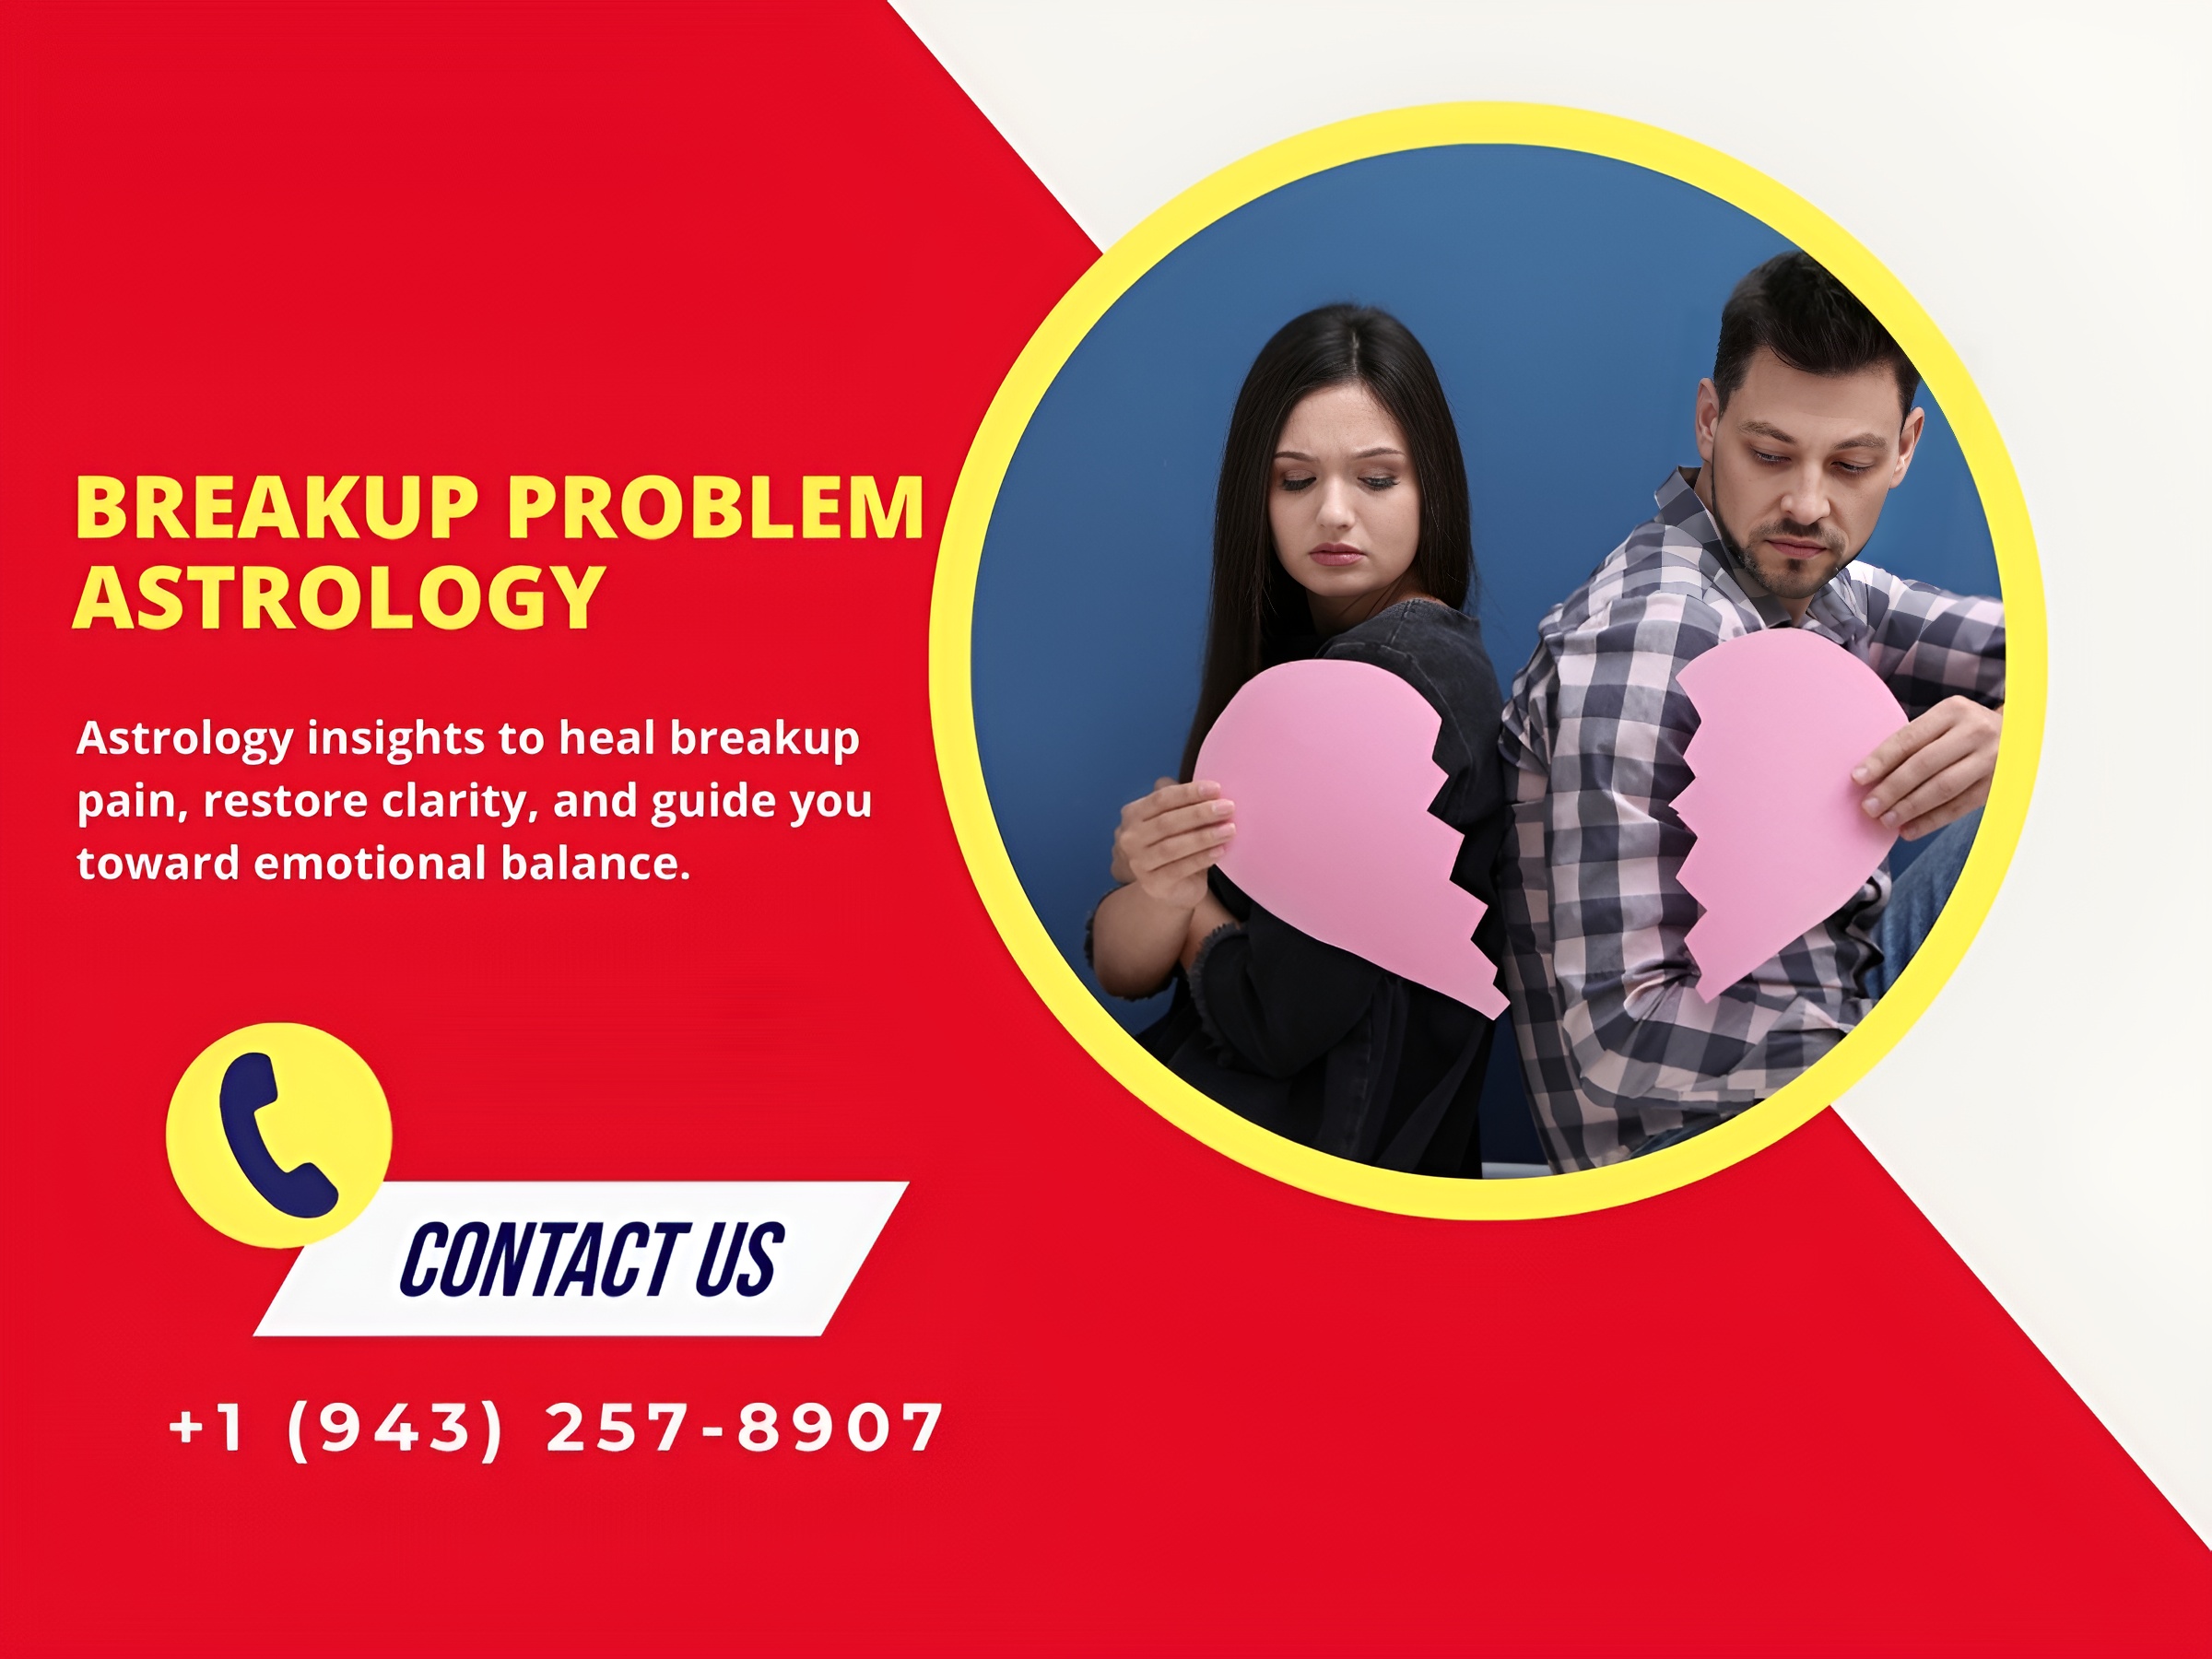 BREAKUP PROBLEM
ASTROLOGY
Astrology insights to heal breakup
pain, restore clarity, and guide you
toward emotional balance.
CONTACT US
+1 (943) 257-8907